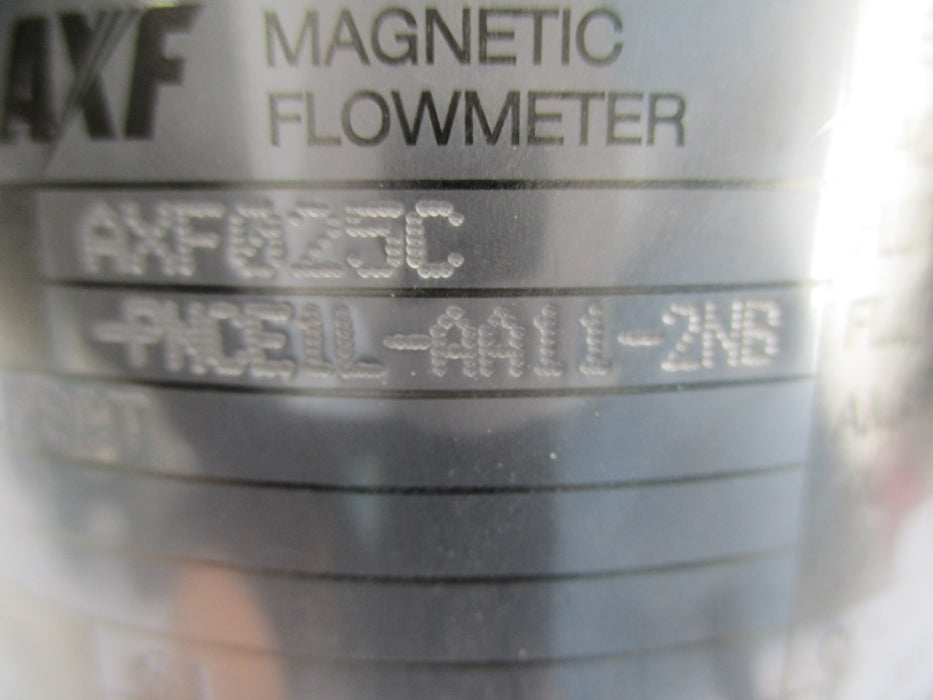 AXF MAGNETIC
FLOWMETER
AXF025C
-PNCE1L-AA11-2NB